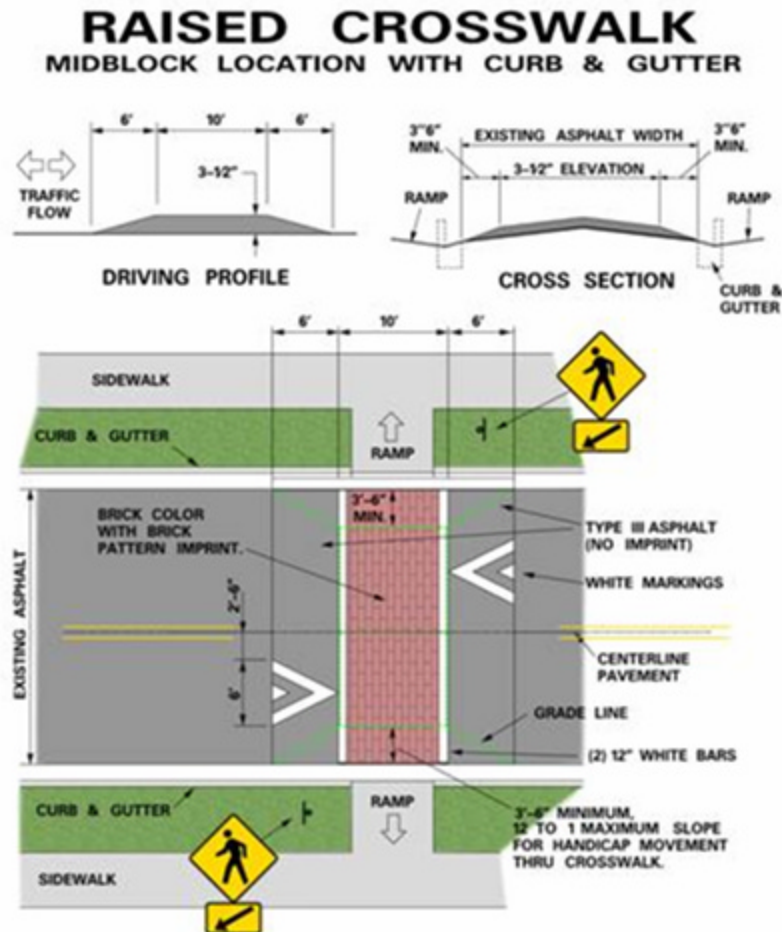 RAISED CROSSWALK
MIDBLOCK LOCATION WITH CURB & GUTTER
6' 10' 6'
3-1/2"
TRAFFIC
FLOW
DRIVING PROFILE
3'6"
MIN.
EXISTING ASPHALT WIDTH
3'6"
MIN.
3-1/2" ELEVATION
RAMP
RAMP
CROSS SECTION
CURB &
GUTTER
6' 10' 6'
SIDEWALK
CURB & GUTTER
RAMP
3'-6"
MIN.
BRICK COLOR
WITH BRICK
PATTERN IMPRINT.
TYPE III ASPHALT
(NO IMPRINT)
WHITE MARKINGS
EXISTING ASPHALT
2'-6"
6'
CENTERLINE
PAVEMENT
GRADE LINE
(2) 12" WHITE BARS
CURB & GUTTER
RAMP
3'-6" MINIMUM,
12 TO 1 MAXIMUM SLOPE
FOR HANDICAP MOVEMENT
THRU CROSSWALK.
SIDEWALK